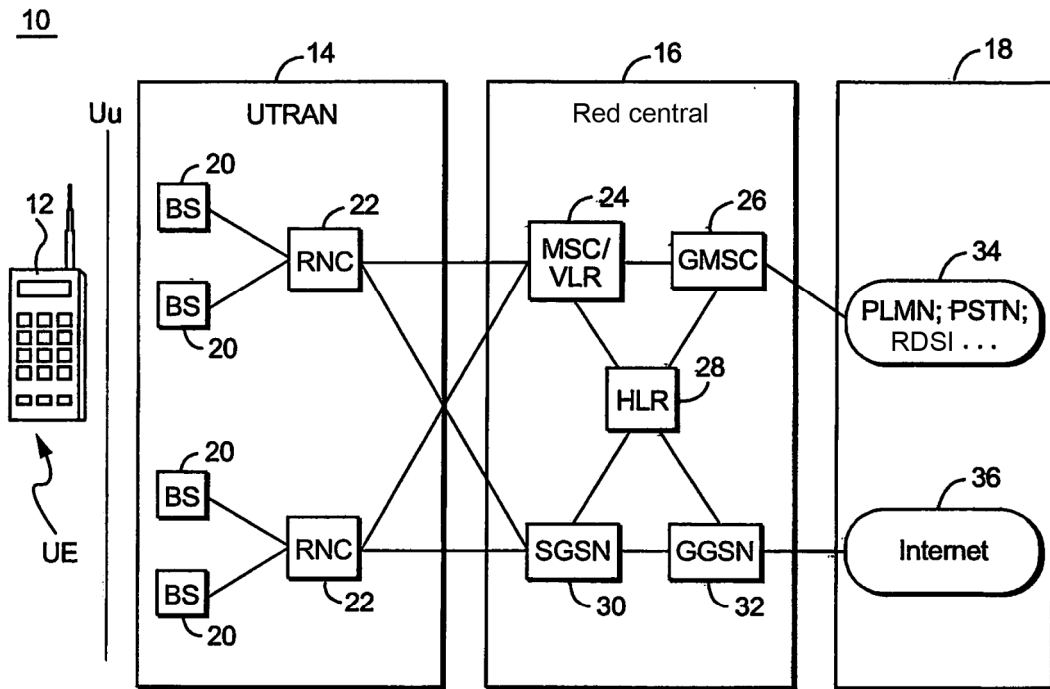 10
14
16
18
Uu
UTRAN
Red central
20
BS
12
22
RNC
BS
20
24
MSC/
VLR
26
GMSC
34
PLMN; PSTN;
RDSI . . .
28
HLR
20
BS
UE
RNC
22
BS
20
SGSN
30
GGSN
32
36
Internet